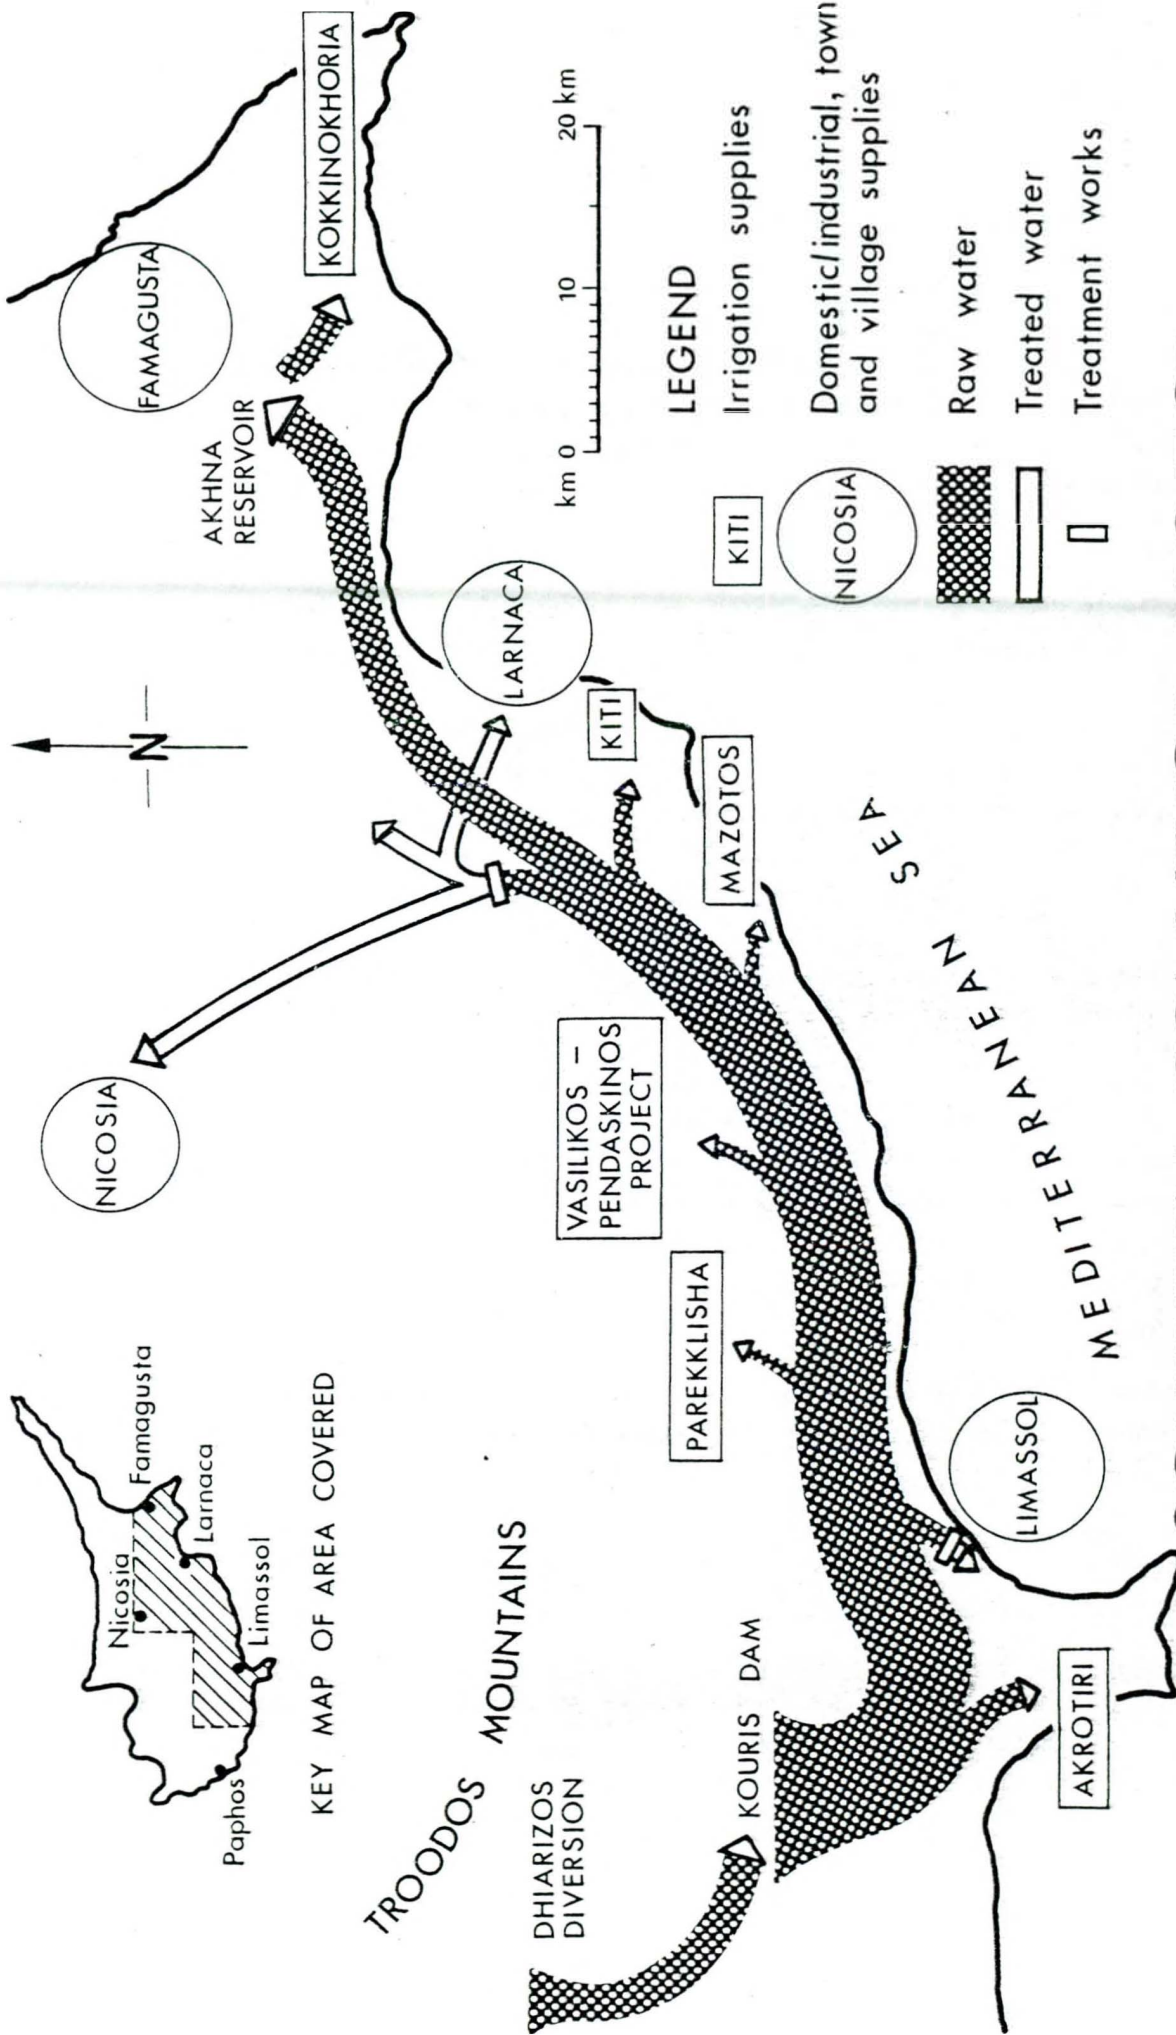 Nicosia
Famagusta
Larnaca
Limassol
Paphos
KEY MAP OF AREA COVERED
NICOSIA
N
FAMAGUSTA
AKHNA
RESERVOIR
KOKKINOKHORIA
TROODOS
MOUNTAINS
DHIARIZOS
DIVERSION
KOURIS DAM
PAREKKLISHA
VASILIKOS –
PENDASKINOS
PROJECT
MAZOTOS
KITI
LARNACA
AKROTIRI
LIMASSOL
MEDITERRANEAN SEA
km 0 10 20 km
LEGEND
KITI Irrigation supplies
NICOSIA Domestic/industrial, town
and village supplies
Raw water
Treated water
Treatment works